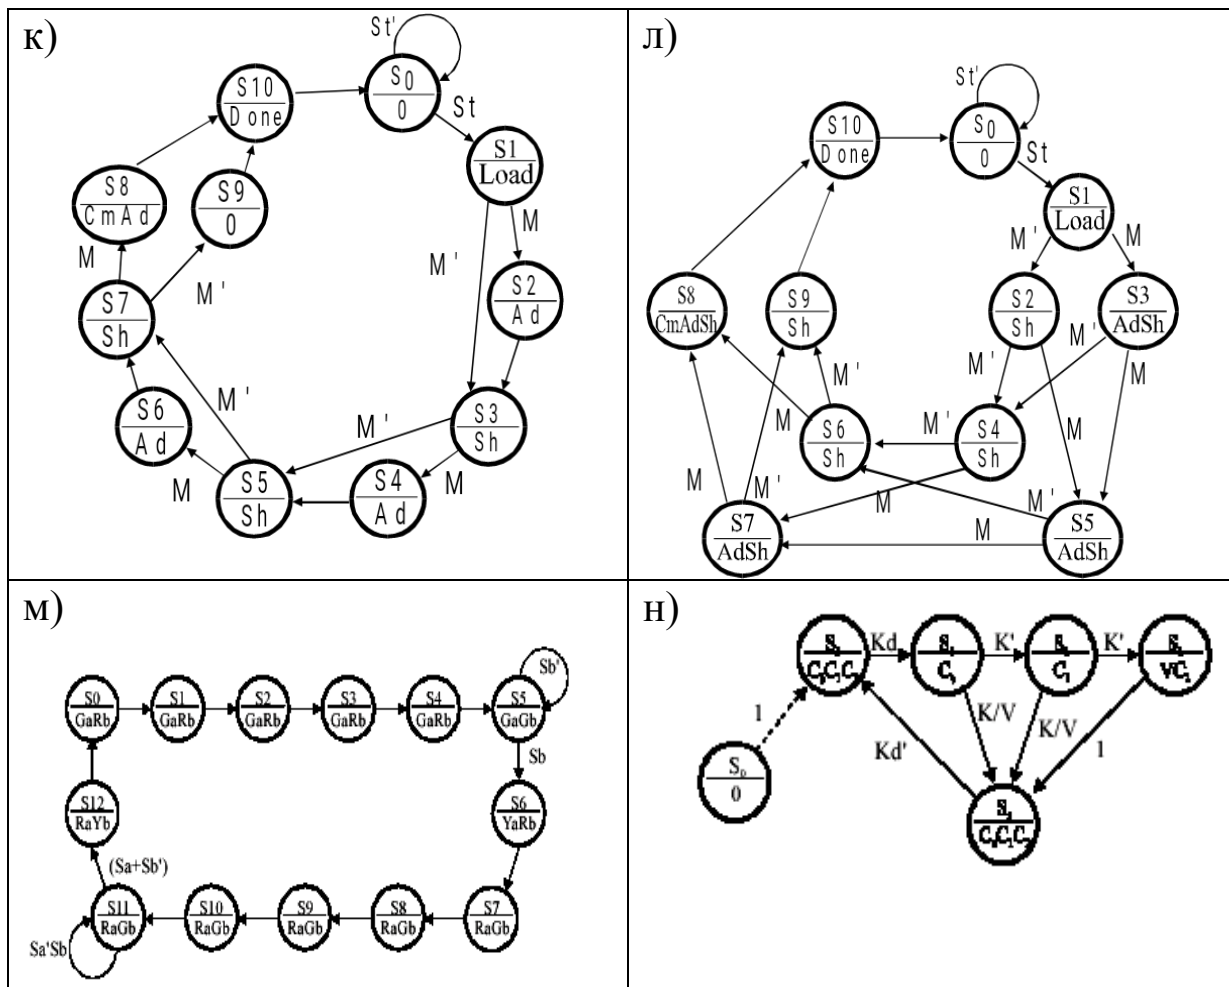 к)
St'
S0
0
St
S10
Done
S1
Load
S8
CmAd
S9
0
M
M'
S2
Ad
M
M'
S7
Sh
M'
S6
Ad
M'
S3
Sh
M
S5
Sh
S4
Ad
M
л)
St'
S10
Done
S0
0
St
S1
Load
M'
M
S8
CmAdSh
S9
Sh
S2
Sh
S3
AdSh
M'
M'
M'
M
M
S6
Sh
M'
S4
Sh
M
M
M'
M
M'
S7
AdSh
M
S5
AdSh
м)
Sb'
S0
GaRb
S1
GaRb
S2
GaRb
S3
GaRb
S4
GaRb
S5
GaGb
Sb
S12
RaYb
S6
YaRb
(Sa+Sb')
S11
RaGb
S10
RaGb
S9
RaGb
S8
RaGb
S7
RaGb
Sa'Sb
н)
Kd
K'
K'
VC
1
K/V
K/V
1
Kd'
S0
0